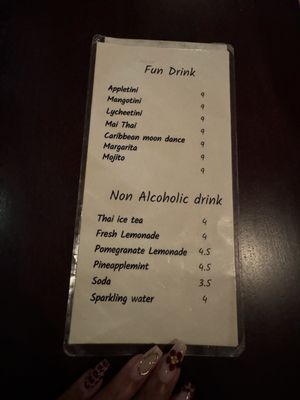 Fun Drink
Appletini 9
Mangotini 9
Lycheetini 9
Mai Thai 9
Caribbean moon dance 9
Margarita 9
Mojito 9
9
Non Alcoholic drink
Thai ice tea 4
Fresh Lemonade 4
Pomegranate Lemonade 4.5
Pineapplemint 4.5
Soda 3.5
Sparkling water 4